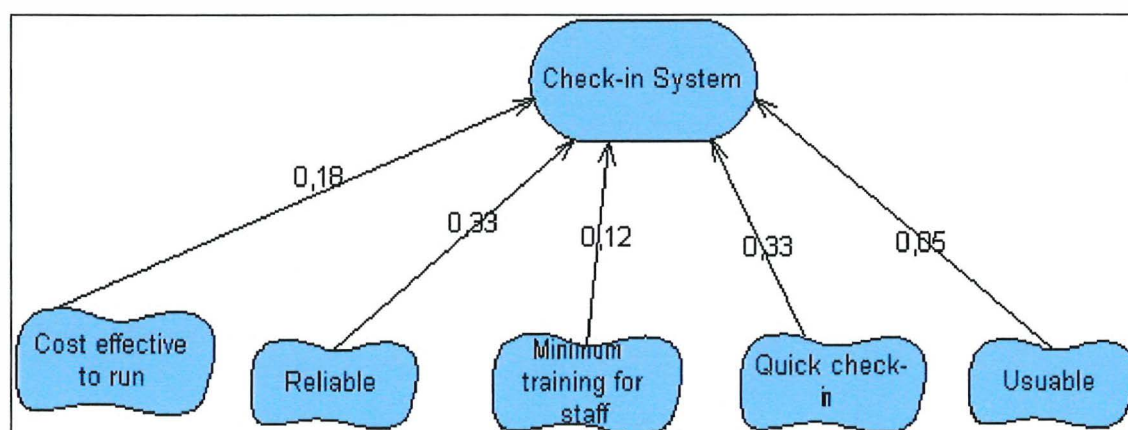 Check-in System
0,18
0,33
0,12
0,33
0,05
Cost effective
to run
Reliable
Minimum
training for
staff
Quick check-
in
Usuable